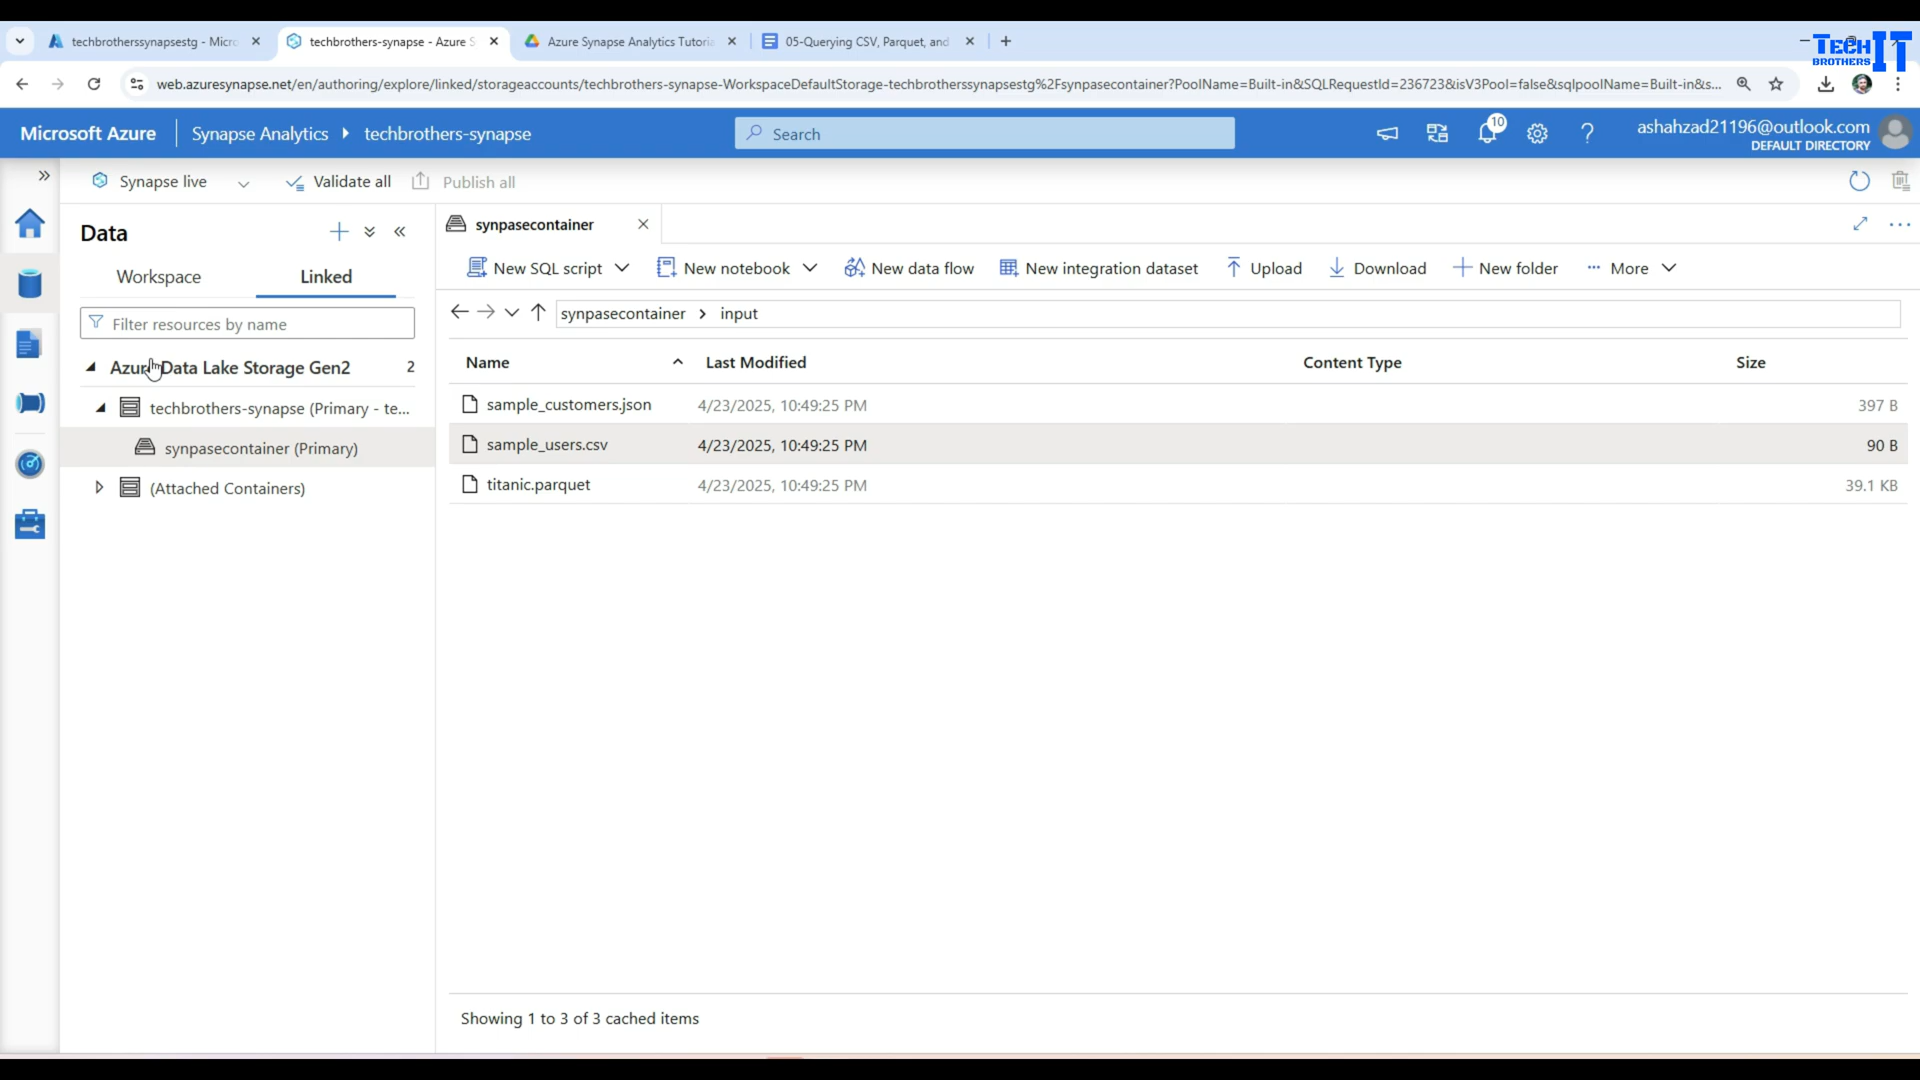 techbrotherssynapsestg - Micro
techbrothers-synapse - Azure S
Azure Synapse Analytics Tutoria
05-Querying CSV, Parquet, and
TECH IT
BROTHERS
web.azuresynapse.net/en/authoring/explore/linked/storageaccounts/techbrothers-synapse-WorkspaceDefaultStorage-techbrotherssynapsestg%2Fsynpasecontainer?PoolName=Built-in&SQLRequestId=236723&isV3Pool=false&sqlpoolName=Built-in&s...
Microsoft Azure
Synapse Analytics
techbrothers-synapse
Search
10
ashahzad21196@outlook.com
DEFAULT DIRECTORY
Synapse live
Validate all
Publish all
Data
Workspace
Linked
Filter resources by name
Azure Data Lake Storage Gen2 2
techbrothers-synapse (Primary - te...
synpasecontainer (Primary)
(Attached Containers)
synpasecontainer
New SQL script
New notebook
New data flow
New integration dataset
Upload
Download
New folder
More
synpasecontainer > input
Name Last Modified Content Type Size
sample_customers.json 4/23/2025, 10:49:25 PM 397 B
sample_users.csv 4/23/2025, 10:49:25 PM 90 B
titanic.parquet 4/23/2025, 10:49:25 PM 39.1 KB
Showing 1 to 3 of 3 cached items